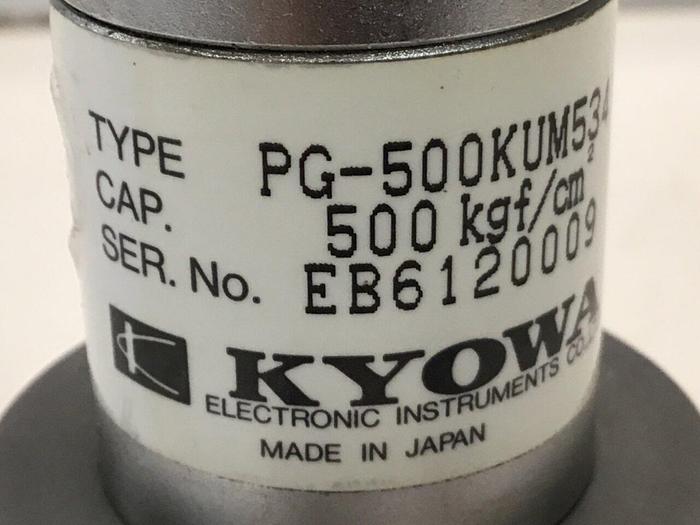 TYPE PG-500KUM534
CAP. 500 kgf/cm²
SER. No. EB6120009
K KYOWA
ELECTRONIC INSTRUMENTS CO.
MADE IN JAPAN